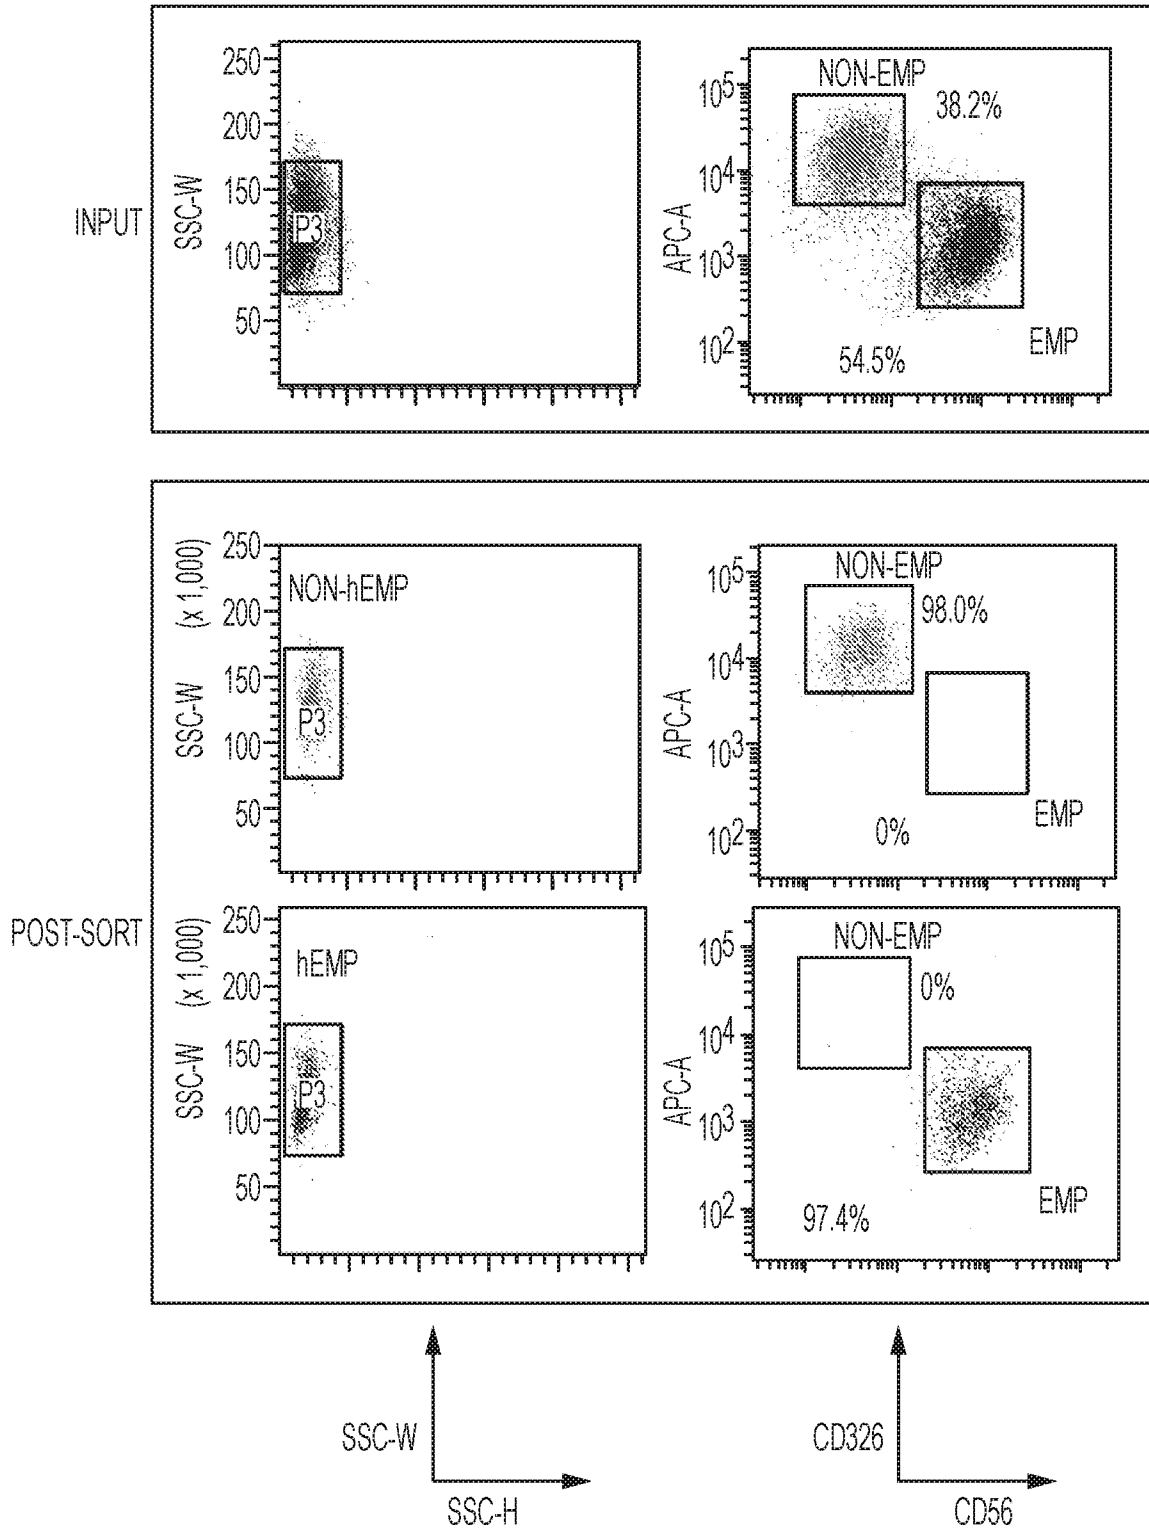 INPUT
SSC-W
250
200
150
100
50
P3
APC-A
10^5
10^4
10^3
10^2
NON-EMP
38.2%
54.5%
EMP
POST-SORT
SSC-W (x 1,000)
250
200
150
100
50
NON-hEMP
P3
APC-A
10^5
10^4
10^3
10^2
NON-EMP
98.0%
0%
EMP
SSC-W (x 1,000)
250
200
150
100
50
hEMP
P3
APC-A
10^5
10^4
10^3
10^2
NON-EMP
0%
97.4%
EMP
SSC-W
SSC-H
CD326
CD56